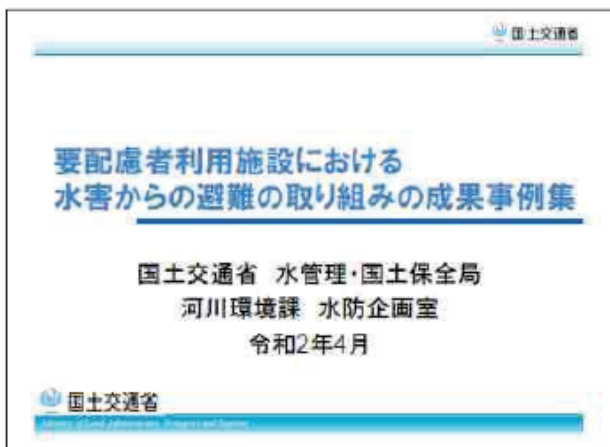 国土交通省
要配慮者利用施設における
水害からの避難の取り組みの成果事例集
国土交通省 水管理・国土保全局
河川環境課 水防企画室
令和2年4月
国土交通省